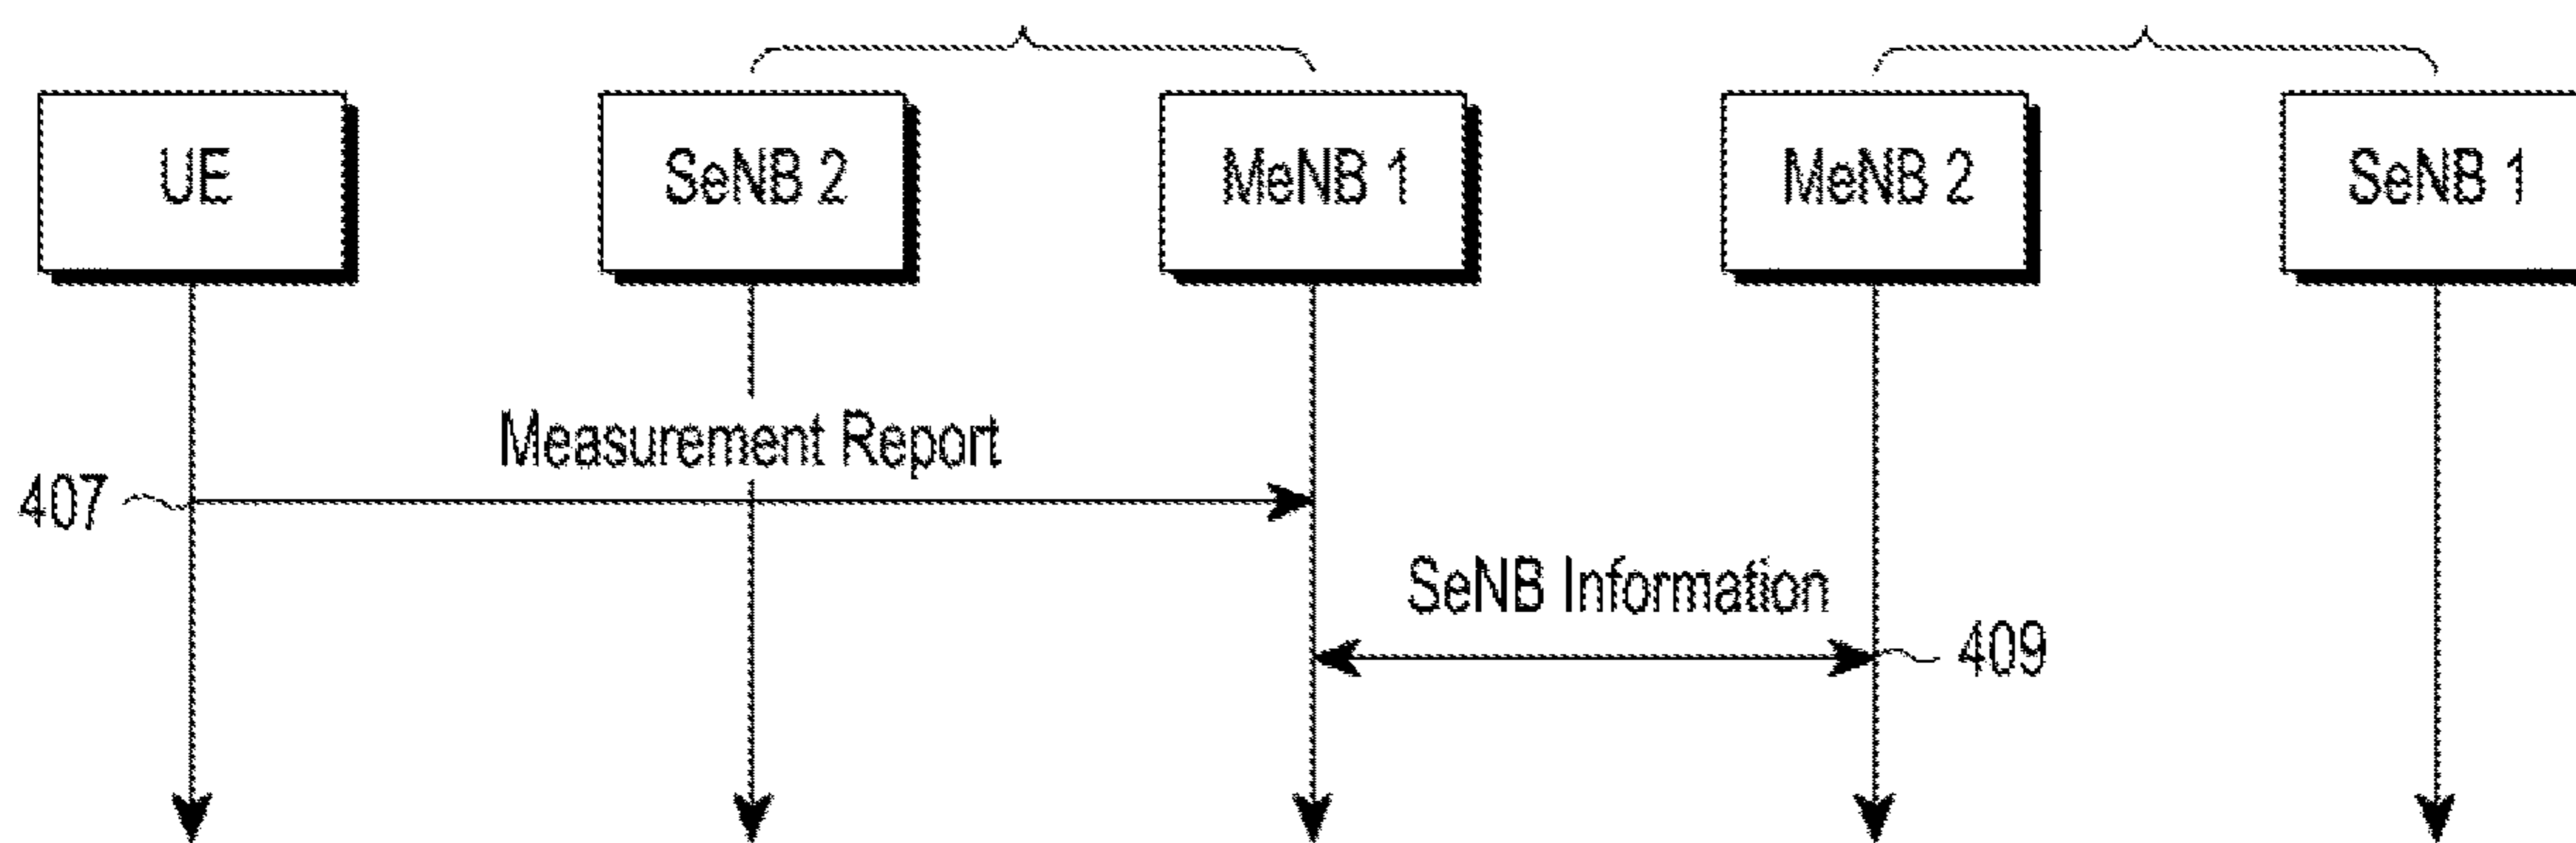 UE
SeNB 2
MeNB 1
MeNB 2
SeNB 1
Measurement Report
407
SeNB Information
409